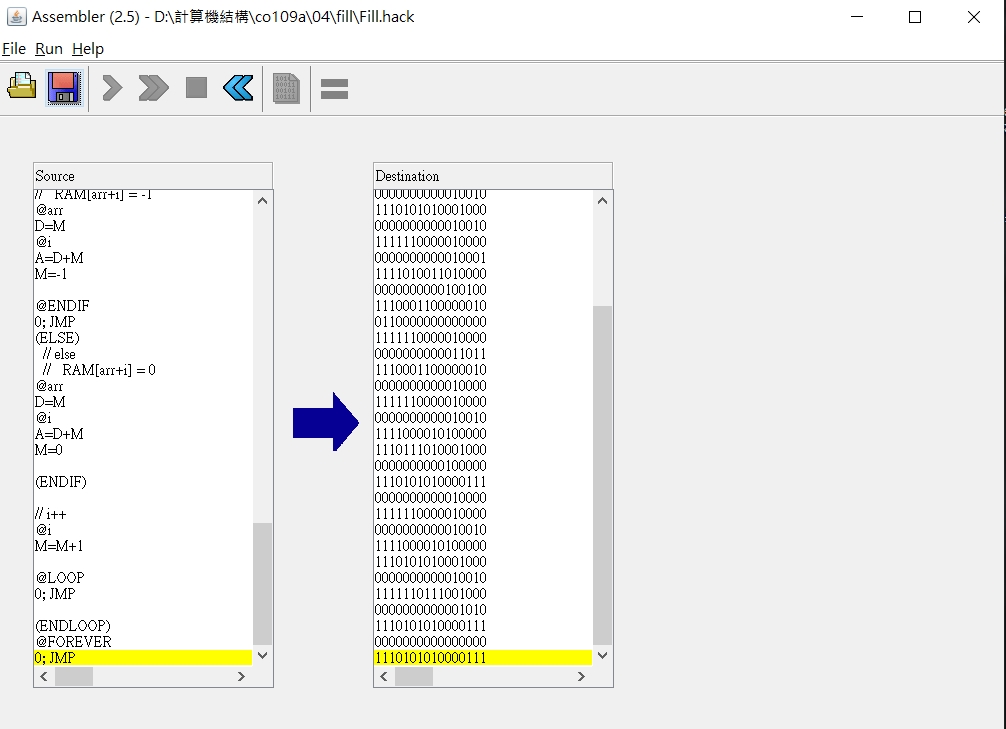 Assembler (2.5) - D:\計算機結構\co109a\04\fill\Fill.hack
File Run Help
Source
// RAM[arr+i] = -1
@arr
D=M
@i
A=D+M
M=-1
@ENDIF
0; JMP
(ELSE)
// else
// RAM[arr+i] = 0
@arr
D=M
@i
A=D+M
M=0
(ENDIF)
// i++
@i
M=M+1
@LOOP
0; JMP
(ENDLOOP)
@FOREVER
0; JMP
Destination
0000000000010010
1110101010001000
0000000000010010
1111110000010000
0000000000010001
1111010011010000
0000000000100100
1110001100000010
0110000000000000
1111110000010000
0000000000011011
1110001100000010
0000000000010000
1111110000010000
0000000000010010
1111000010100000
1110111010001000
0000000000100000
1110101010000111
0000000000010000
1111110000010000
0000000000010010
1111000010100000
1110101010001000
0000000000010010
1111110111001000
0000000000001010
1110101010000111
0000000000000000
1110101010000111